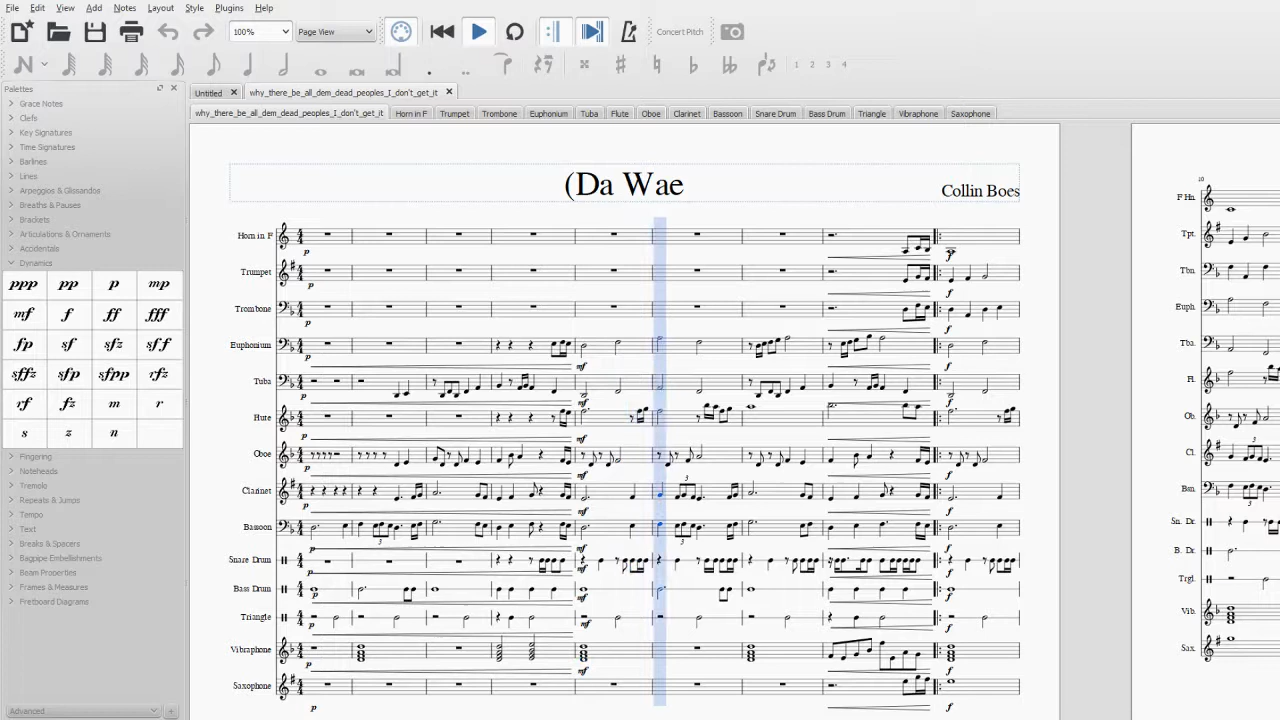 File Edit View Add Notes Layout Style Plugins Help
100% Page View Concert Pitch
1 2 3 4
Palettes
Untitled why_there_be_all_dem_dead_peoples_I_don't_get_it
why_there_be_all_dem_dead_peoples_I_don't_get_it Horn in F Trumpet Trombone Euphonium Tuba Flute Oboe Clarinet Bassoon Snare Drum Bass Drum Triangle Vibraphone Saxophone
Grace Notes
Clefs
Key Signatures
Time Signatures
Barlines
Lines
Arpeggios & Glissandos
Breaths & Pauses
Brackets
Articulations & Ornaments
Accidentals
Dynamics
ppp pp p mp
mf f ff fff
fp sf sfz sff
sffz sfp sfpp rfz
rf fz m r
s z n
Fingering
Noteheads
Tremolo
Repeats & Jumps
Tempo
Text
Breaks & Spacers
Bagpipe Embellishments
Beam Properties
Frames & Measures
Fretboard Diagrams
Advanced
(Da Wae
Collin Boes
Horn in F
Trumpet
Trombone
Euphonium
Tuba
Flute
Oboe
Clarinet
Bassoon
Snare Drum
Bass Drum
Triangle
Vibraphone
Saxophone
10
F Hn.
Tpt.
Tbn.
Euph.
Tba.
Fl.
Ob.
Cl.
Bsn.
Sn. Dr.
B. Dr.
Trgl.
Vib.
Sax.